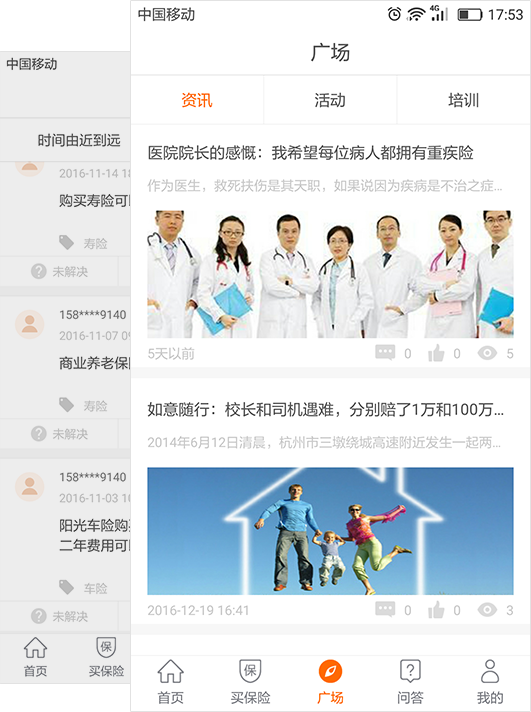 中国移动
时间由近到远
2016-11-14 18
购买寿险可
寿险
未解决
158****9140
2016-11-07 09
商业养老保
寿险
未解决
158****9140
2016-11-03 1
阳光车险购
二年费用可
车险
未解决
首页
保
买保险
中国移动
4G
17:53
广场
资讯
活动
培训
医院院长的感慨：我希望每位病人都拥有重疾险
作为医生，救死扶伤是其天职，如果说因为疾病是不治之症...
5天以前
0
0
5
如意随行：校长和司机遇难，分别赔了1万和100万...
2014年6月12日清晨，杭州市三墩绕城高速附近发生一起两...
2016-12-19 16:41
0
0
3
首页
保
买保险
广场
问答
我的